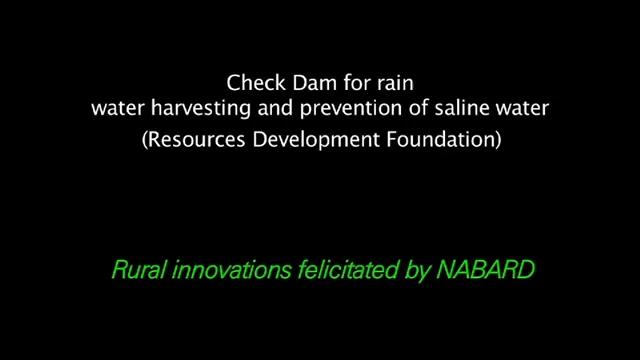 Check Dam for rain
water harvesting and prevention of saline water
(Resources Development Foundation)
Rural innovations felicitated by NABARD